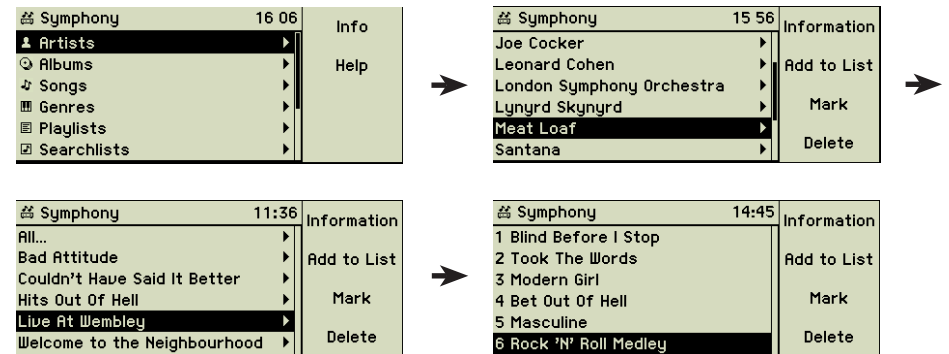 Symphony 16 06
Artists
Albums
Songs
Genres
Playlists
Searchlists
Info
Help
Symphony 15 56
Joe Cocker
Leonard Cohen
London Symphony Orchestra
Lynyrd Skynyrd
Meat Loaf
Santana
Information
Add to List
Mark
Delete
Symphony 11:36
All...
Bad Attitude
Couldn't Have Said It Better
Hits Out Of Hell
Live At Wembley
Welcome to the Neighbourhood
Information
Add to List
Mark
Delete
Symphony 14:45
1 Blind Before I Stop
2 Took The Words
3 Modern Girl
4 Bet Out Of Hell
5 Masculine
6 Rock 'N' Roll Medley
Information
Add to List
Mark
Delete